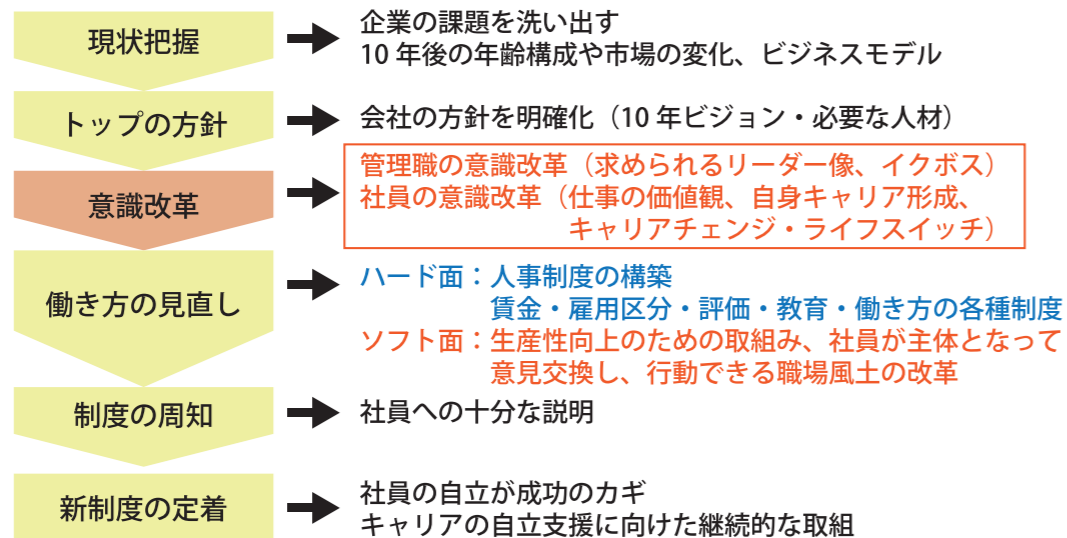 現状把握
企業の課題を洗い出す
10 年後の年齢構成や市場の変化、ビジネスモデル
トップの方針
会社の方針を明確化（10 年ビジョン・必要な人材）
意識改革
管理職の意識改革（求められるリーダー像、イクボス）
社員の意識改革（仕事の価値観、自身キャリア形成、
キャリアチェンジ・ライフスイッチ）
働き方の見直し
ハード面：人事制度の構築
賃金・雇用区分・評価・教育・働き方の各種制度
ソフト面：生産性向上のための取組み、社員が主体となって
意見交換し、行動できる職場風土の改革
制度の周知
社員への十分な説明
新制度の定着
社員の自立が成功のカギ
キャリアの自立支援に向けた継続的な取組